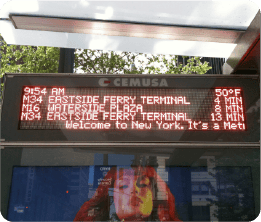 CEMUSA
9:54 AM 50°F
M34 EASTSIDE FERRY TERMINAL 4 MIN
M16 WATERSIDE PLAZA 8 MIN
M34 EASTSIDE FERRY TERMINAL 13 MIN
Welcome to New York. It's a Metr